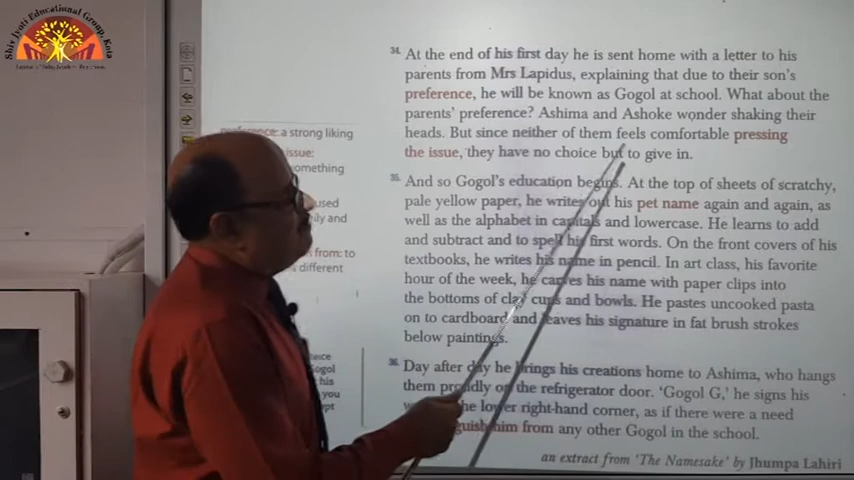 Shiv Jyoti Educational Group, Kota
34. At the end of his first day he is sent home with a letter to his
parents from Mrs Lapidus, explaining that due to their son's
preference, he will be known as Gogol at school. What about the
parents' preference? Ashima and Ashoke wonder shaking their
heads. But since neither of them feels comfortable pressing
the issue, they have no choice but to give in.
35. And so Gogol's education begins. At the top of sheets of scratchy,
pale yellow paper, he writes out his pet name again and again, as
well as the alphabet in capitals and lowercase. He learns to add
and subtract and to spell his first words. On the front covers of his
textbooks, he writes his name in pencil. In art class, his favorite
hour of the week, he carves his name with paper clips into
the bottoms of clay cups and bowls. He pastes uncooked pasta
on to cardboard and leaves his signature in fat brush strokes
below paintings.
36. Day after day he brings his creations home to Ashima, who hangs
them proudly on the refrigerator door. 'Gogol G,' he signs his
the lower right-hand corner, as if there were a need
guish him from any other Gogol in the school.
an extract from 'The Namesake' by Jhumpa Lahiri
preference: a strong liking
issue:
omething
used
ly and
from: to
different
twice
Gogol
his
you